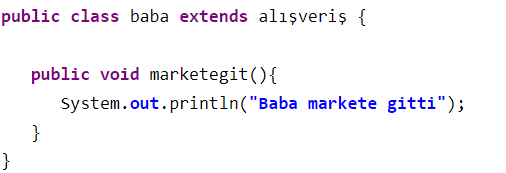 public class baba extends alışveriş {
public void marketegit(){
System.out.println("Baba markete gitti");
}
}